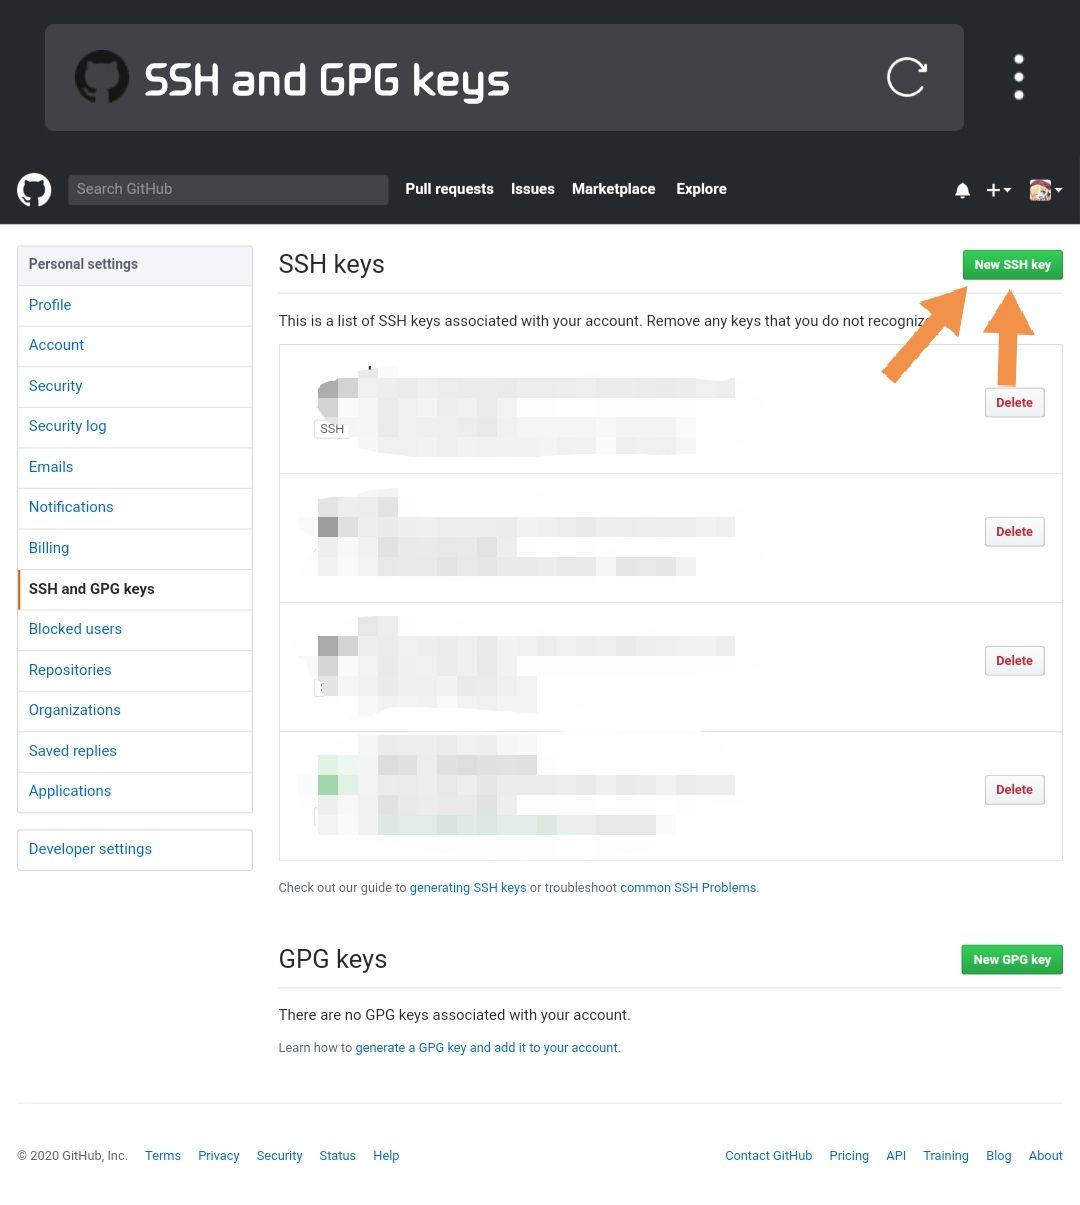 SSH and GPG keys
Search GitHub
Pull requests Issues Marketplace Explore
Personal settings
Profile
Account
Security
Security log
Emails
Notifications
Billing
SSH and GPG keys
Blocked users
Repositories
Organizations
Saved replies
Applications
Developer settings
SSH keys
New SSH key
This is a list of SSH keys associated with your account. Remove any keys that you do not
SSH
Delete
Delete
Delete
Delete
Check out our guide to generating SSH keys or troubleshoot common SSH Problems.
GPG keys
New GPG key
There are no GPG keys associated with your account.
Learn how to generate a GPG key and add it to your account.
© 2020 GitHub, Inc. Terms Privacy Security Status Help
Contact GitHub Pricing API Training Blog About